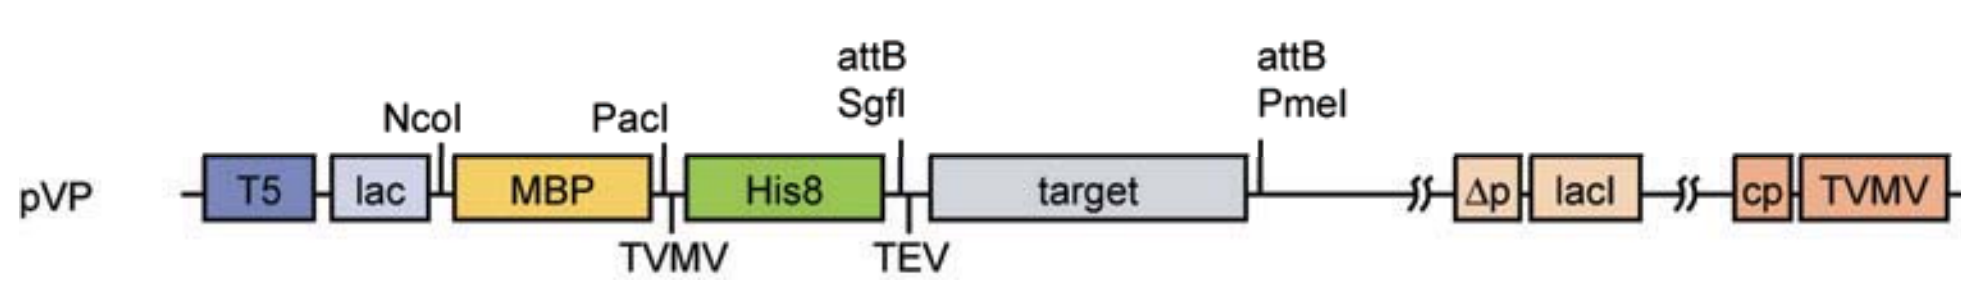 attB
SgfI
attB
PmeI
NcoI
PacI
pVP
T5
lac
MBP
His8
target
Δp
lacI
cp
TVMV
TVMV
TEV